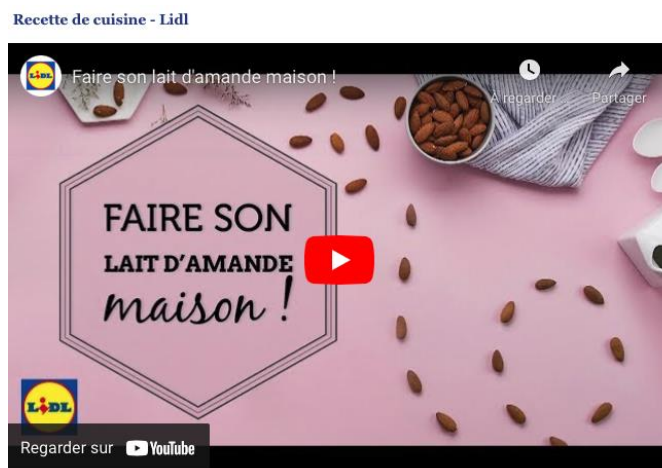 Recette de cuisine - Lidl
LiDL Faire son lait d'amande maison !
A regarder... Partager
FAIRE SON
LAIT D'AMANDE
maison !
LiDL
Regarder sur YouTube